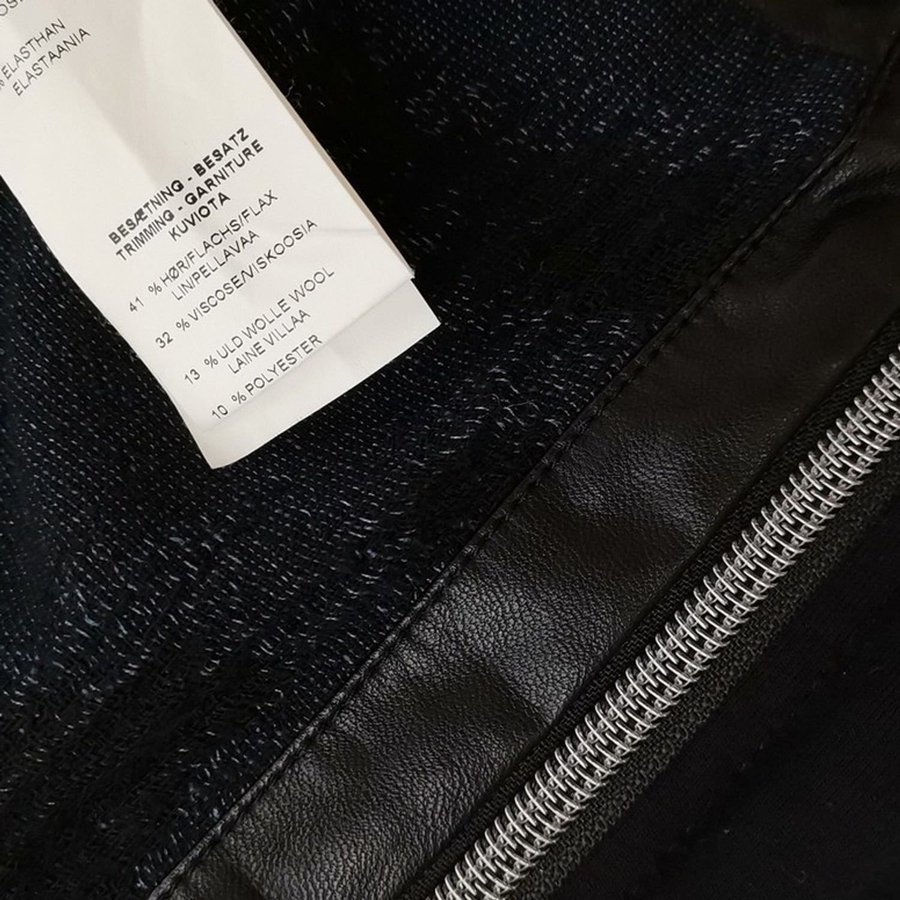 % ELASTHAN
ELASTAANIA
BESÆTNING - BESATZ
TRIMMING - GARNITURE
KUVIOTA
41 % HØR/FLACHS/FLAX
LIN/PELLAVAA
32 % VISCOSE/VISKOOSIA
13 % ULD WOLLE WOOL
LAINE VILLAA
10 % POLYESTER